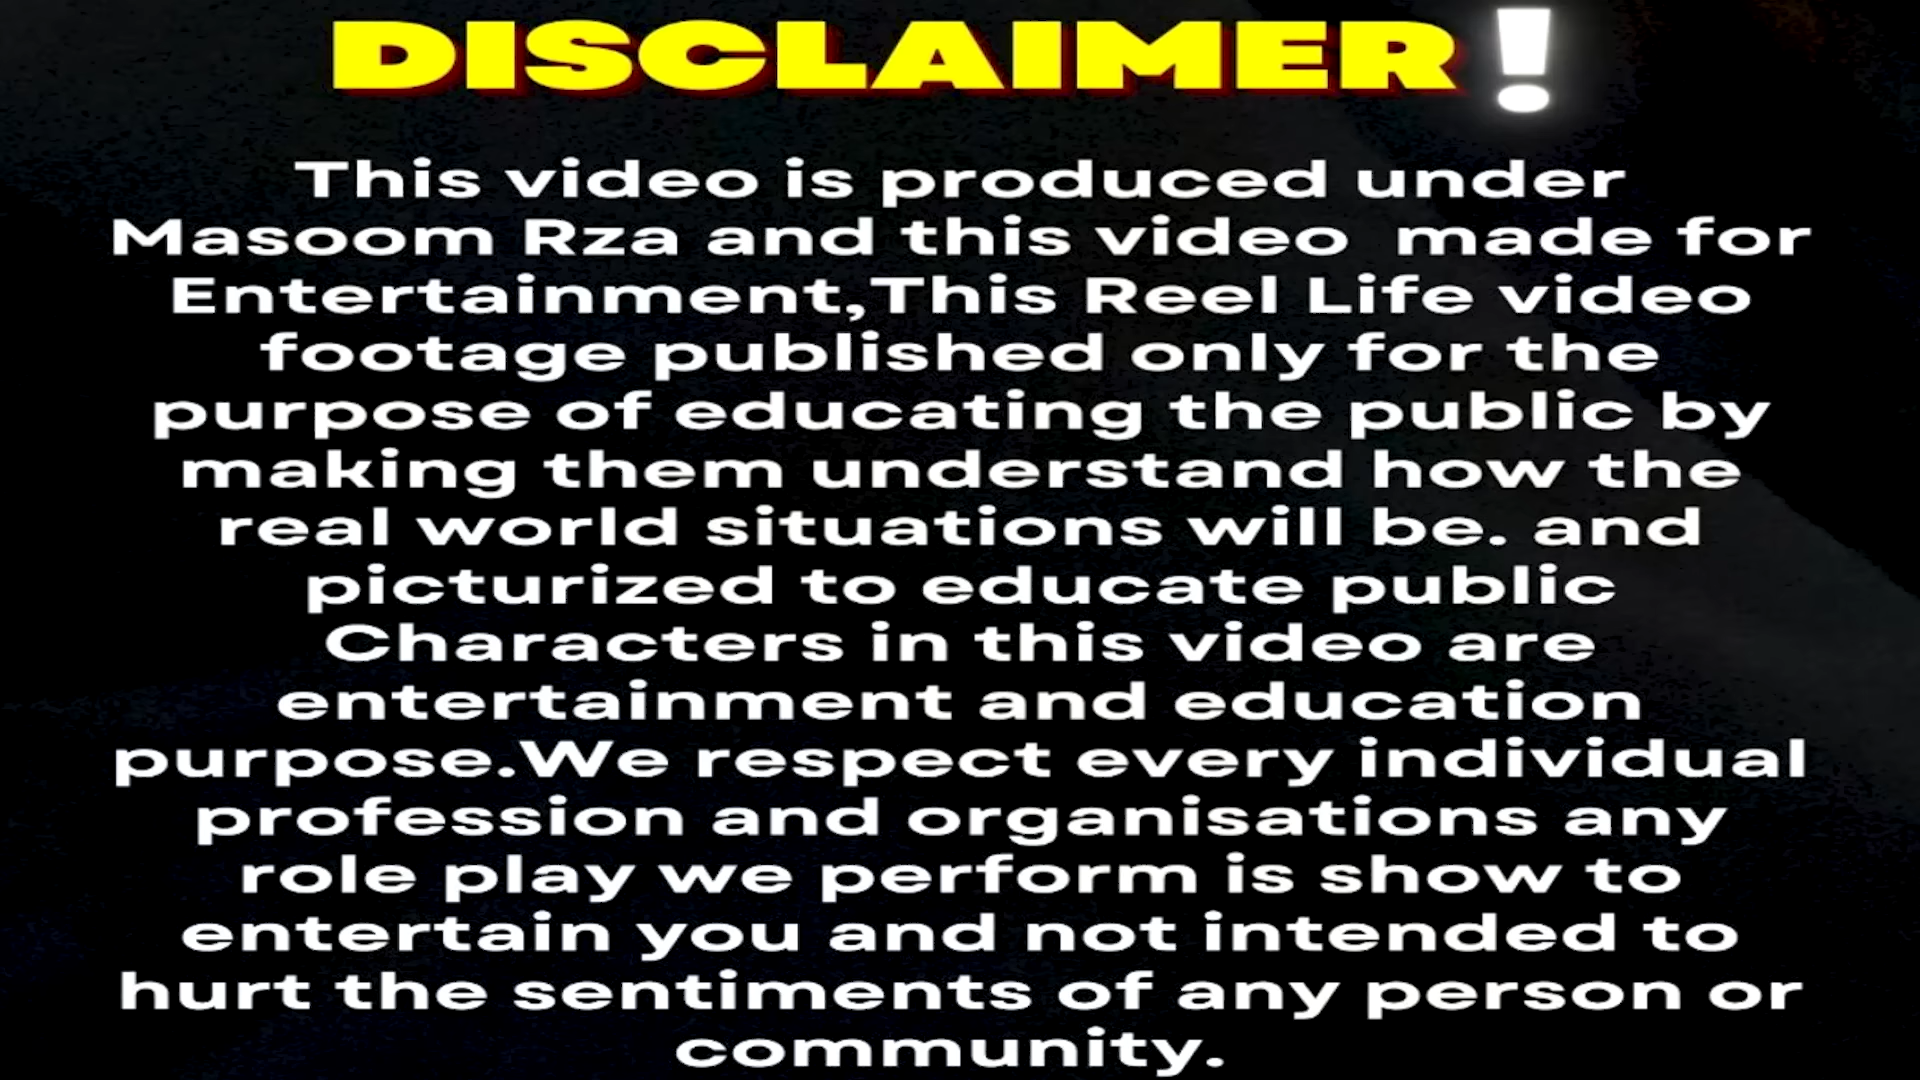 DISCLAIMER!
This video is produced under
Masoom Rza and this video  made for
Entertainment,This Reel Life video
footage published only for the
purpose of educating the public by
making them understand how the
real world situations will be. and
picturized to educate public
Characters in this video are
entertainment and education
purpose.We respect every individual
profession and organisations any
role play we perform is show to
entertain you and not intended to
hurt the sentiments of any person or
community.